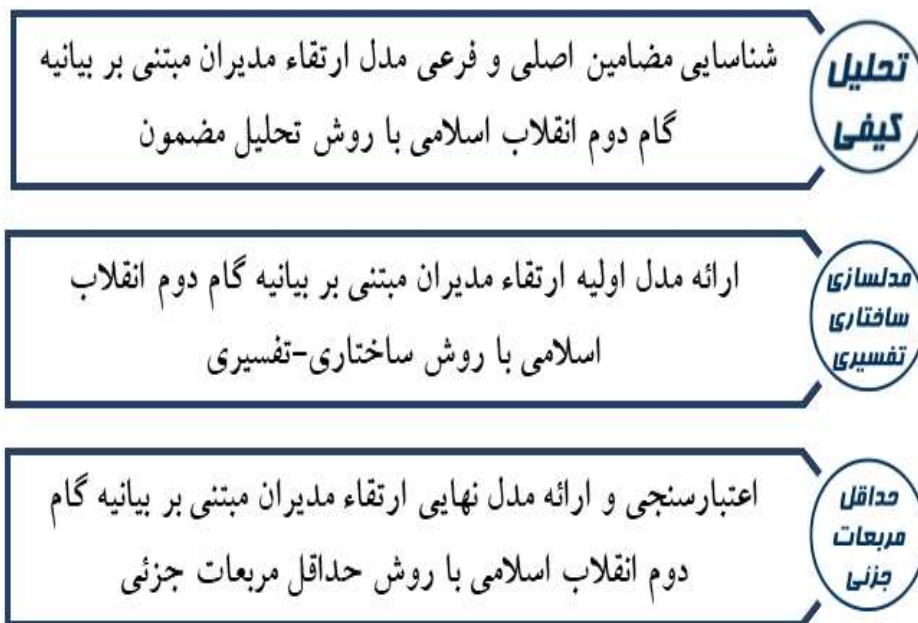 تحلیل
کیفی
شناسایی مضامین اصلی و فرعی مدل ارتقاء مدیران مبتنی بر بیانیه
گام دوم انقلاب اسلامی با روش تحلیل مضمون
مدلسازی
ساختاری
تفسیری
ارائه مدل اولیه ارتقاء مدیران مبتنی بر بیانیه گام دوم انقلاب
اسلامی با روش ساختاری-تفسیری
حداقل
مربعات
جزئی
اعتبارسنجی و ارائه مدل نهایی ارتقاء مدیران مبتنی بر بیانیه گام
دوم انقلاب اسلامی با روش حداقل مربعات جزئی